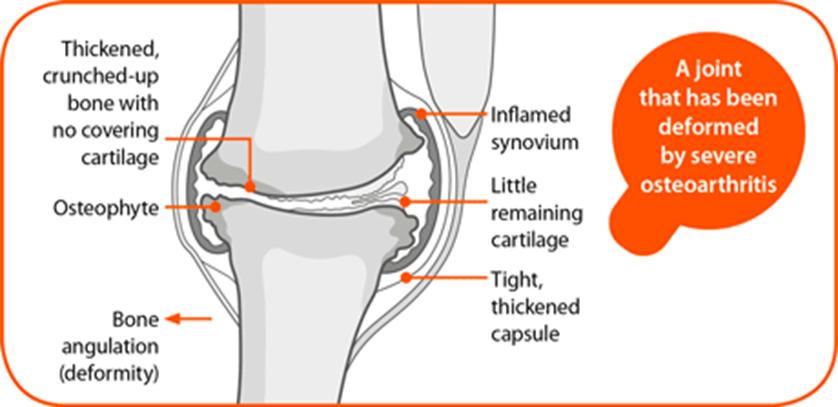 Thickened,
crunched-up
bone with
no covering
cartilage
Osteophyte
Bone
angulation
(deformity)
Inflamed
synovium
Little
remaining
cartilage
Tight,
thickened
capsule
A joint
that has been
deformed
by severe
osteoarthritis